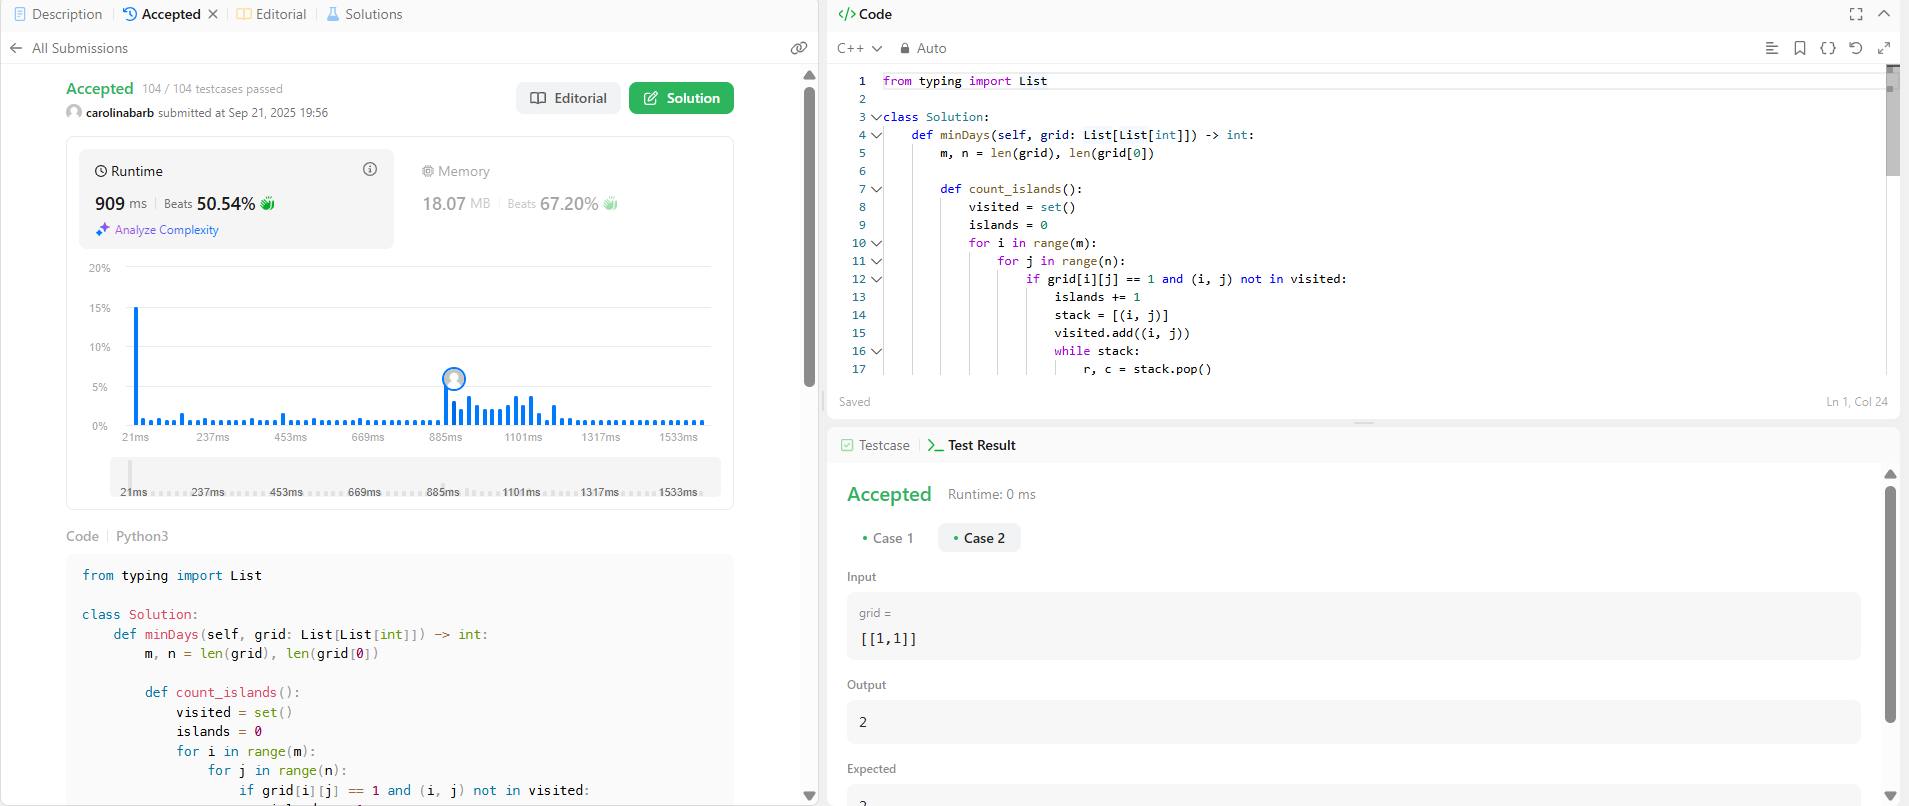 Description
Accepted
Editorial
Solutions
All Submissions
Accepted 104 / 104 testcases passed
carolinabarb submitted at Sep 21, 2025 19:56
Editorial
Solution
Runtime
909 ms Beats 50.54%
Analyze Complexity
Memory
18.07 MB Beats 67.20%
20%
15%
10%
5%
0%
21ms 237ms 453ms 669ms 885ms 1101ms 1317ms 1533ms
21ms 237ms 453ms 669ms 885ms 1101ms 1317ms 1533ms
Code Python3
from typing import List
class Solution:
def minDays(self, grid: List[List[int]]) -> int:
m, n = len(grid), len(grid[0])
def count_islands():
visited = set()
islands = 0
for i in range(m):
for j in range(n):
if grid[i][j] == 1 and (i, j) not in visited:
</> Code
C++ Auto
1 from typing import List
2
3 class Solution:
4 def minDays(self, grid: List[List[int]]) -> int:
5 m, n = len(grid), len(grid[0])
6
7 def count_islands():
8 visited = set()
9 islands = 0
10 for i in range(m):
11 for j in range(n):
12 if grid[i][j] == 1 and (i, j) not in visited:
13 islands += 1
14 stack = [(i, j)]
15 visited.add((i, j))
16 while stack:
17 r, c = stack.pop()
Saved
Ln 1, Col 24
Testcase
>_ Test Result
Accepted Runtime: 0 ms
• Case 1
• Case 2
Input
grid =
[[1,1]]
Output
2
Expected